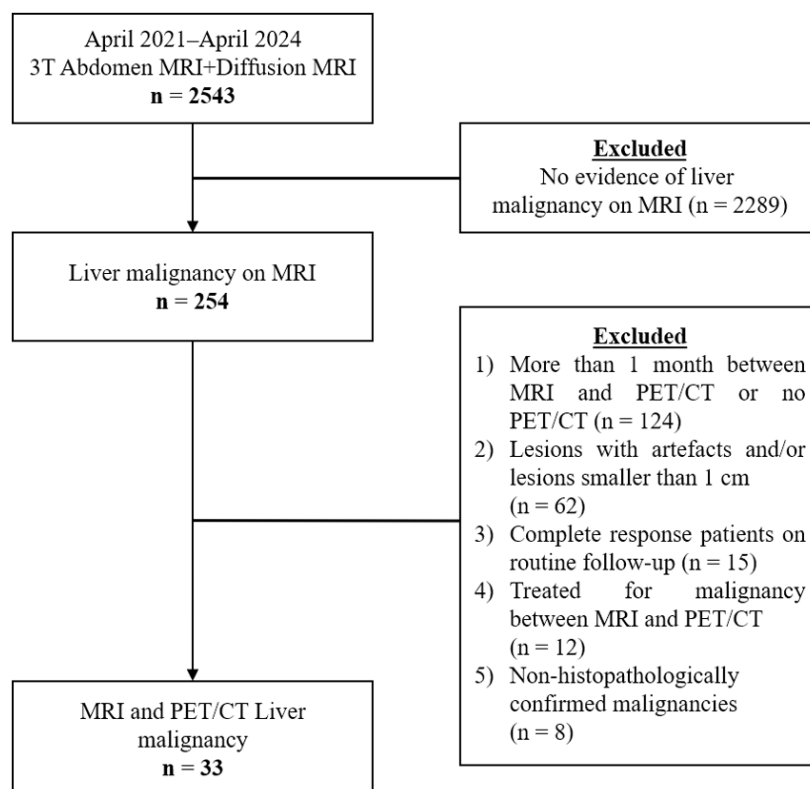 April 2021–April 2024
3T Abdomen MRI+Diffusion MRI
n = 2543
Excluded
No evidence of liver
malignancy on MRI (n = 2289)
Liver malignancy on MRI
n = 254
Excluded
1) More than 1 month between
MRI and PET/CT or no
PET/CT (n = 124)
2) Lesions with artefacts and/or
lesions smaller than 1 cm
(n = 62)
3) Complete response patients on
routine follow-up (n = 15)
4) Treated for malignancy
between MRI and PET/CT
(n = 12)
5) Non-histopathologically
confirmed malignancies
(n = 8)
MRI and PET/CT Liver
malignancy
n = 33